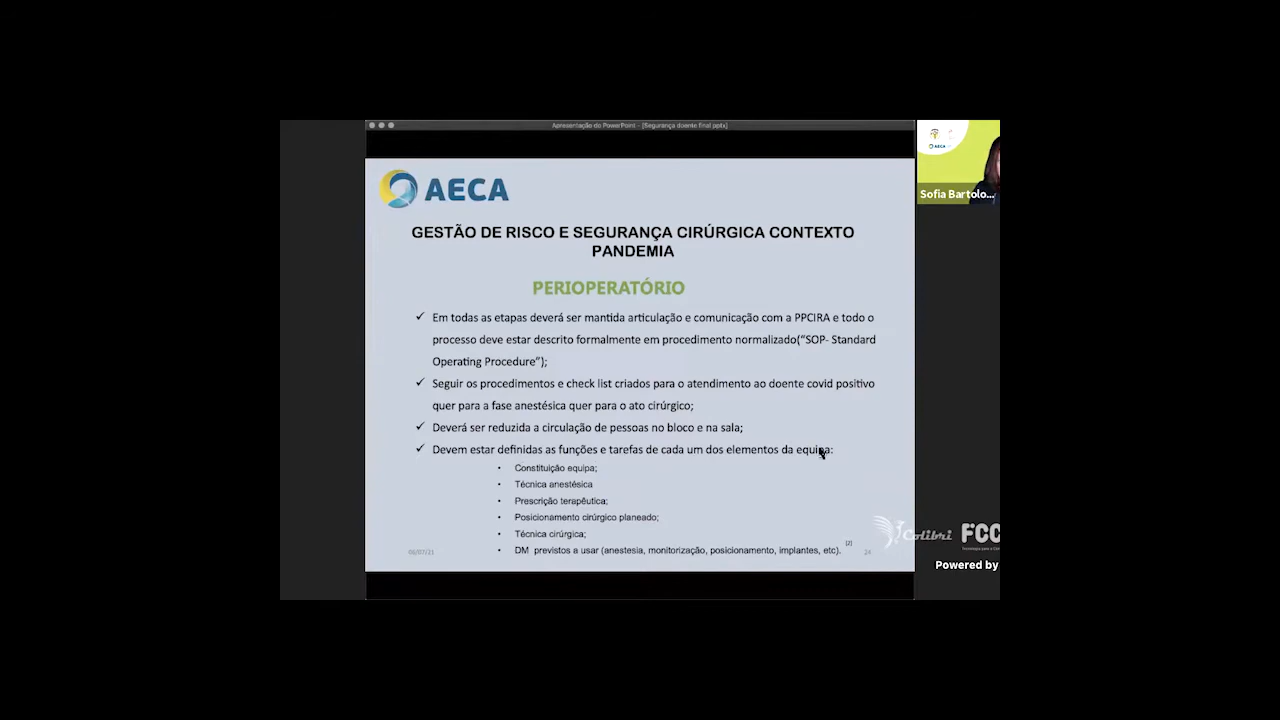 Apresentação do PowerPoint - [Segurança doente final.pptx]
AECA
AECA
Sofia Bartolo...
GESTÃO DE RISCO E SEGURANÇA CIRÚRGICA CONTEXTO
PANDEMIA
PERIOPERATÓRIO
✓ Em todas as etapas deverá ser mantida articulação e comunicação com a PPCIRA e todo o
processo deve estar descrito formalmente em procedimento normalizado("SOP- Standard
Operating Procedure");
✓ Seguir os procedimentos e check list criados para o atendimento ao doente covid positivo
quer para a fase anestésica quer para o ato cirúrgico;
✓ Deverá ser reduzida a circulação de pessoas no bloco e na sala;
✓ Devem estar definidas as funções e tarefas de cada um dos elementos da equipa:
• Constituição equipa;
• Técnica anestésica
• Prescrição terapêutica;
• Posicionamento cirúrgico planeado;
• Técnica cirúrgica;
• DM previstos a usar (anestesia, monitorização, posicionamento, implantes, etc).
[2]
24
Colibri
FCC
Powered by